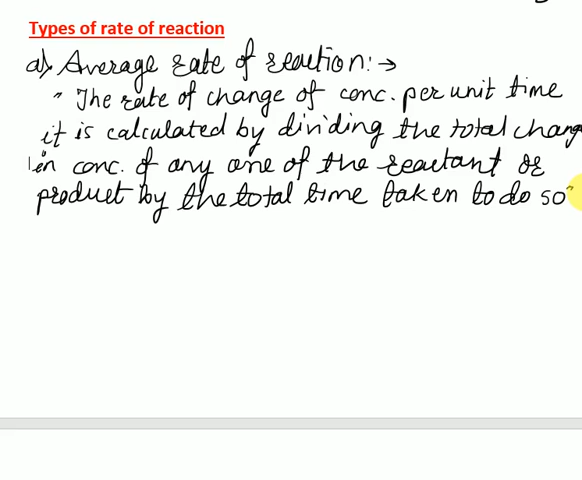 Types of rate of reaction
a) Average rate of reaction:→
" The rate of change of conc. per unit time
it is calculated by dividing the total change
in conc. of any one of the reactant or
product by the total time taken to do so"